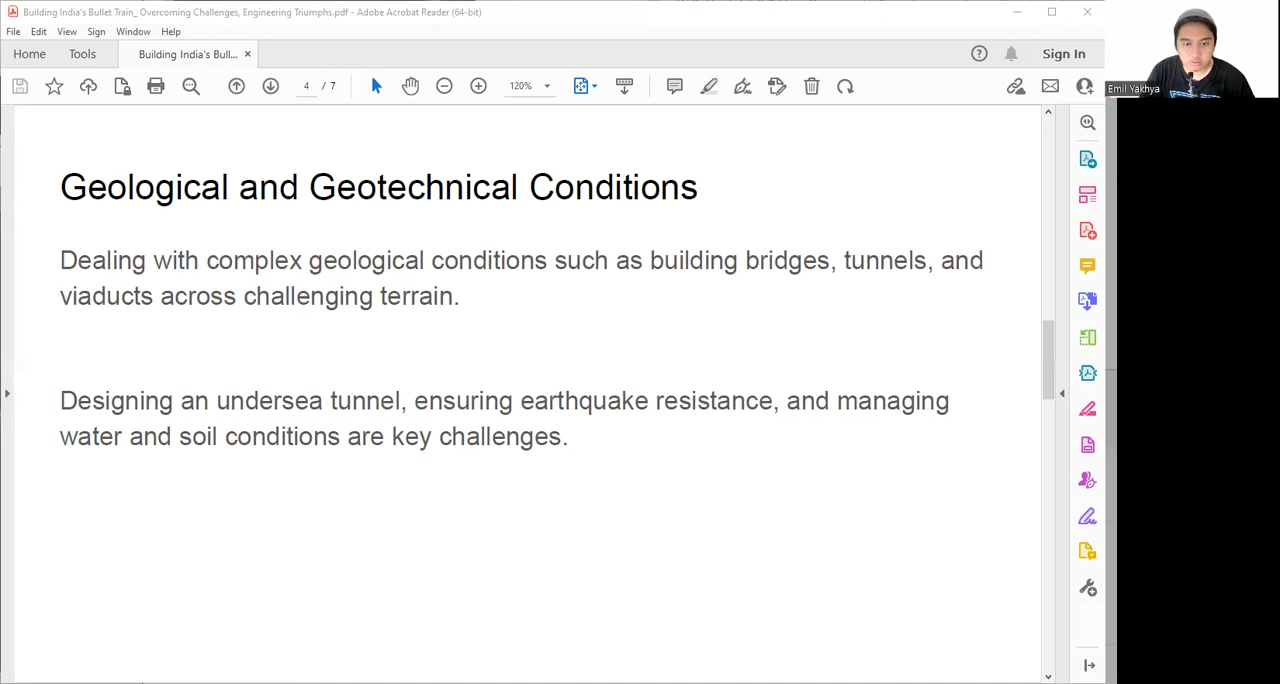 Building India's Bullet Train_ Overcoming Challenges, Engineering Triumphs.pdf - Adobe Acrobat Reader (64-bit)
File Edit View Sign Window Help
Home Tools Building India's Bull... × Sign In
4 / 7 120%
Emil Yakhya
Geological and Geotechnical Conditions
Dealing with complex geological conditions such as building bridges, tunnels, and
viaducts across challenging terrain.
Designing an undersea tunnel, ensuring earthquake resistance, and managing
water and soil conditions are key challenges.